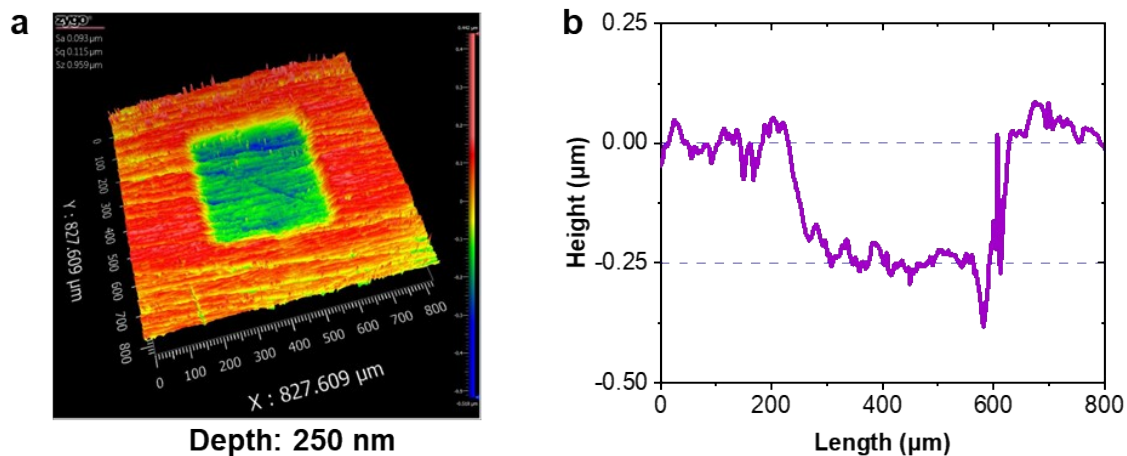 a
zygo
Sa 0.093 µm
Sq 0.115 µm
Sz 0.959 µm
0
100
200
300
400
500
600
700
800
Y : 827.609 µm
0
100
200
300
400
500
600
700
800
X : 827.609 µm
Depth: 250 nm
b
0.25
0.00
-0.25
-0.50
Height (µm)
0
200
400
600
800
Length (µm)